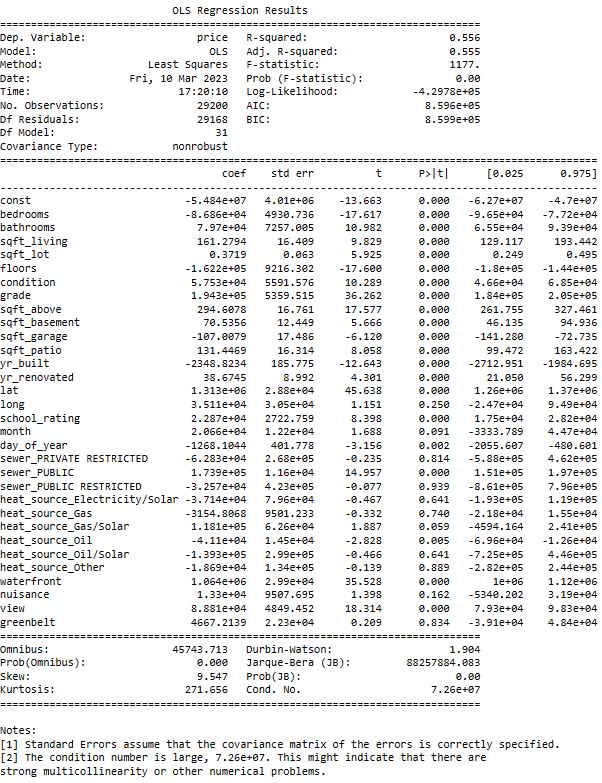 OLS Regression Results
==============================================================================
Dep. Variable: price R-squared: 0.556
Model: OLS Adj. R-squared: 0.555
Method: Least Squares F-statistic: 1177.
Date: Fri, 10 Mar 2023 Prob (F-statistic): 0.00
Time: 17:20:10 Log-Likelihood: -4.2978e+05
No. Observations: 29200 AIC: 8.596e+05
Df Residuals: 29168 BIC: 8.599e+05
Df Model: 31
Covariance Type: nonrobust
==============================================================================
coef std err t P>|t| [0.025 0.975]
------------------------------------------------------------------------------
const -5.484e+07 4.01e+06 -13.663 0.000 -6.27e+07 -4.7e+07
bedrooms -8.686e+04 4930.736 -17.617 0.000 -9.65e+04 -7.72e+04
bathrooms 7.97e+04 7257.005 10.982 0.000 6.55e+04 9.39e+04
sqft_living 161.2794 16.409 9.829 0.000 129.117 193.442
sqft_lot 0.3719 0.063 5.925 0.000 0.249 0.495
floors -1.622e+05 9216.302 -17.600 0.000 -1.8e+05 -1.44e+05
condition 5.753e+04 5591.576 10.289 0.000 4.66e+04 6.85e+04
grade 1.943e+05 5359.515 36.262 0.000 1.84e+05 2.05e+05
sqft_above 294.6078 16.761 17.577 0.000 261.755 327.461
sqft_basement 70.5356 12.449 5.666 0.000 46.135 94.936
sqft_garage -107.0079 17.486 -6.120 0.000 -141.280 -72.735
sqft_patio 131.4469 16.314 8.058 0.000 99.472 163.422
yr_built -2348.8234 185.775 -12.643 0.000 -2712.951 -1984.695
yr_renovated 38.6745 8.992 4.301 0.000 21.050 56.299
lat 1.313e+06 2.88e+04 45.638 0.000 1.26e+06 1.37e+06
long 3.511e+04 3.05e+04 1.151 0.250 -2.47e+04 9.49e+04
school_rating 2.287e+04 2722.759 8.398 0.000 1.75e+04 2.82e+04
month 2.066e+04 1.22e+04 1.688 0.091 -3333.789 4.47e+04
day_of_year -1268.1044 401.778 -3.156 0.002 -2055.607 -480.601
sewer_PRIVATE RESTRICTED -6.283e+04 2.68e+05 -0.235 0.814 -5.88e+05 4.62e+05
sewer_PUBLIC 1.739e+05 1.16e+04 14.957 0.000 1.51e+05 1.97e+05
sewer_PUBLIC RESTRICTED -3.257e+04 4.23e+05 -0.077 0.939 -8.61e+05 7.96e+05
heat_source_Electricity/Solar -3.714e+04 7.96e+04 -0.467 0.641 -1.93e+05 1.19e+05
heat_source_Gas -3154.8068 9501.233 -0.332 0.740 -2.18e+04 1.55e+04
heat_source_Gas/Solar 1.181e+05 6.26e+04 1.887 0.059 -4594.164 2.41e+05
heat_source_Oil -4.11e+04 1.45e+04 -2.828 0.005 -6.96e+04 -1.26e+04
heat_source_Oil/Solar -1.393e+05 2.99e+05 -0.466 0.641 -7.25e+05 4.46e+05
heat_source_Other -1.869e+04 1.34e+05 -0.139 0.889 -2.82e+05 2.44e+05
waterfront 1.064e+06 2.99e+04 35.528 0.000 1e+06 1.12e+06
nuisance 1.33e+04 9507.695 1.398 0.162 -5340.202 3.19e+04
view 8.881e+04 4849.452 18.314 0.000 7.93e+04 9.83e+04
greenbelt 4667.2139 2.23e+04 0.209 0.834 -3.91e+04 4.84e+04
==============================================================================
Omnibus: 45743.713 Durbin-Watson: 1.904
Prob(Omnibus): 0.000 Jarque-Bera (JB): 88257884.083
Skew: 9.547 Prob(JB): 0.00
Kurtosis: 271.656 Cond. No. 7.26e+07
==============================================================================
Notes:
[1] Standard Errors assume that the covariance matrix of the errors is correctly specified.
[2] The condition number is large, 7.26e+07. This might indicate that there are
strong multicollinearity or other numerical problems.